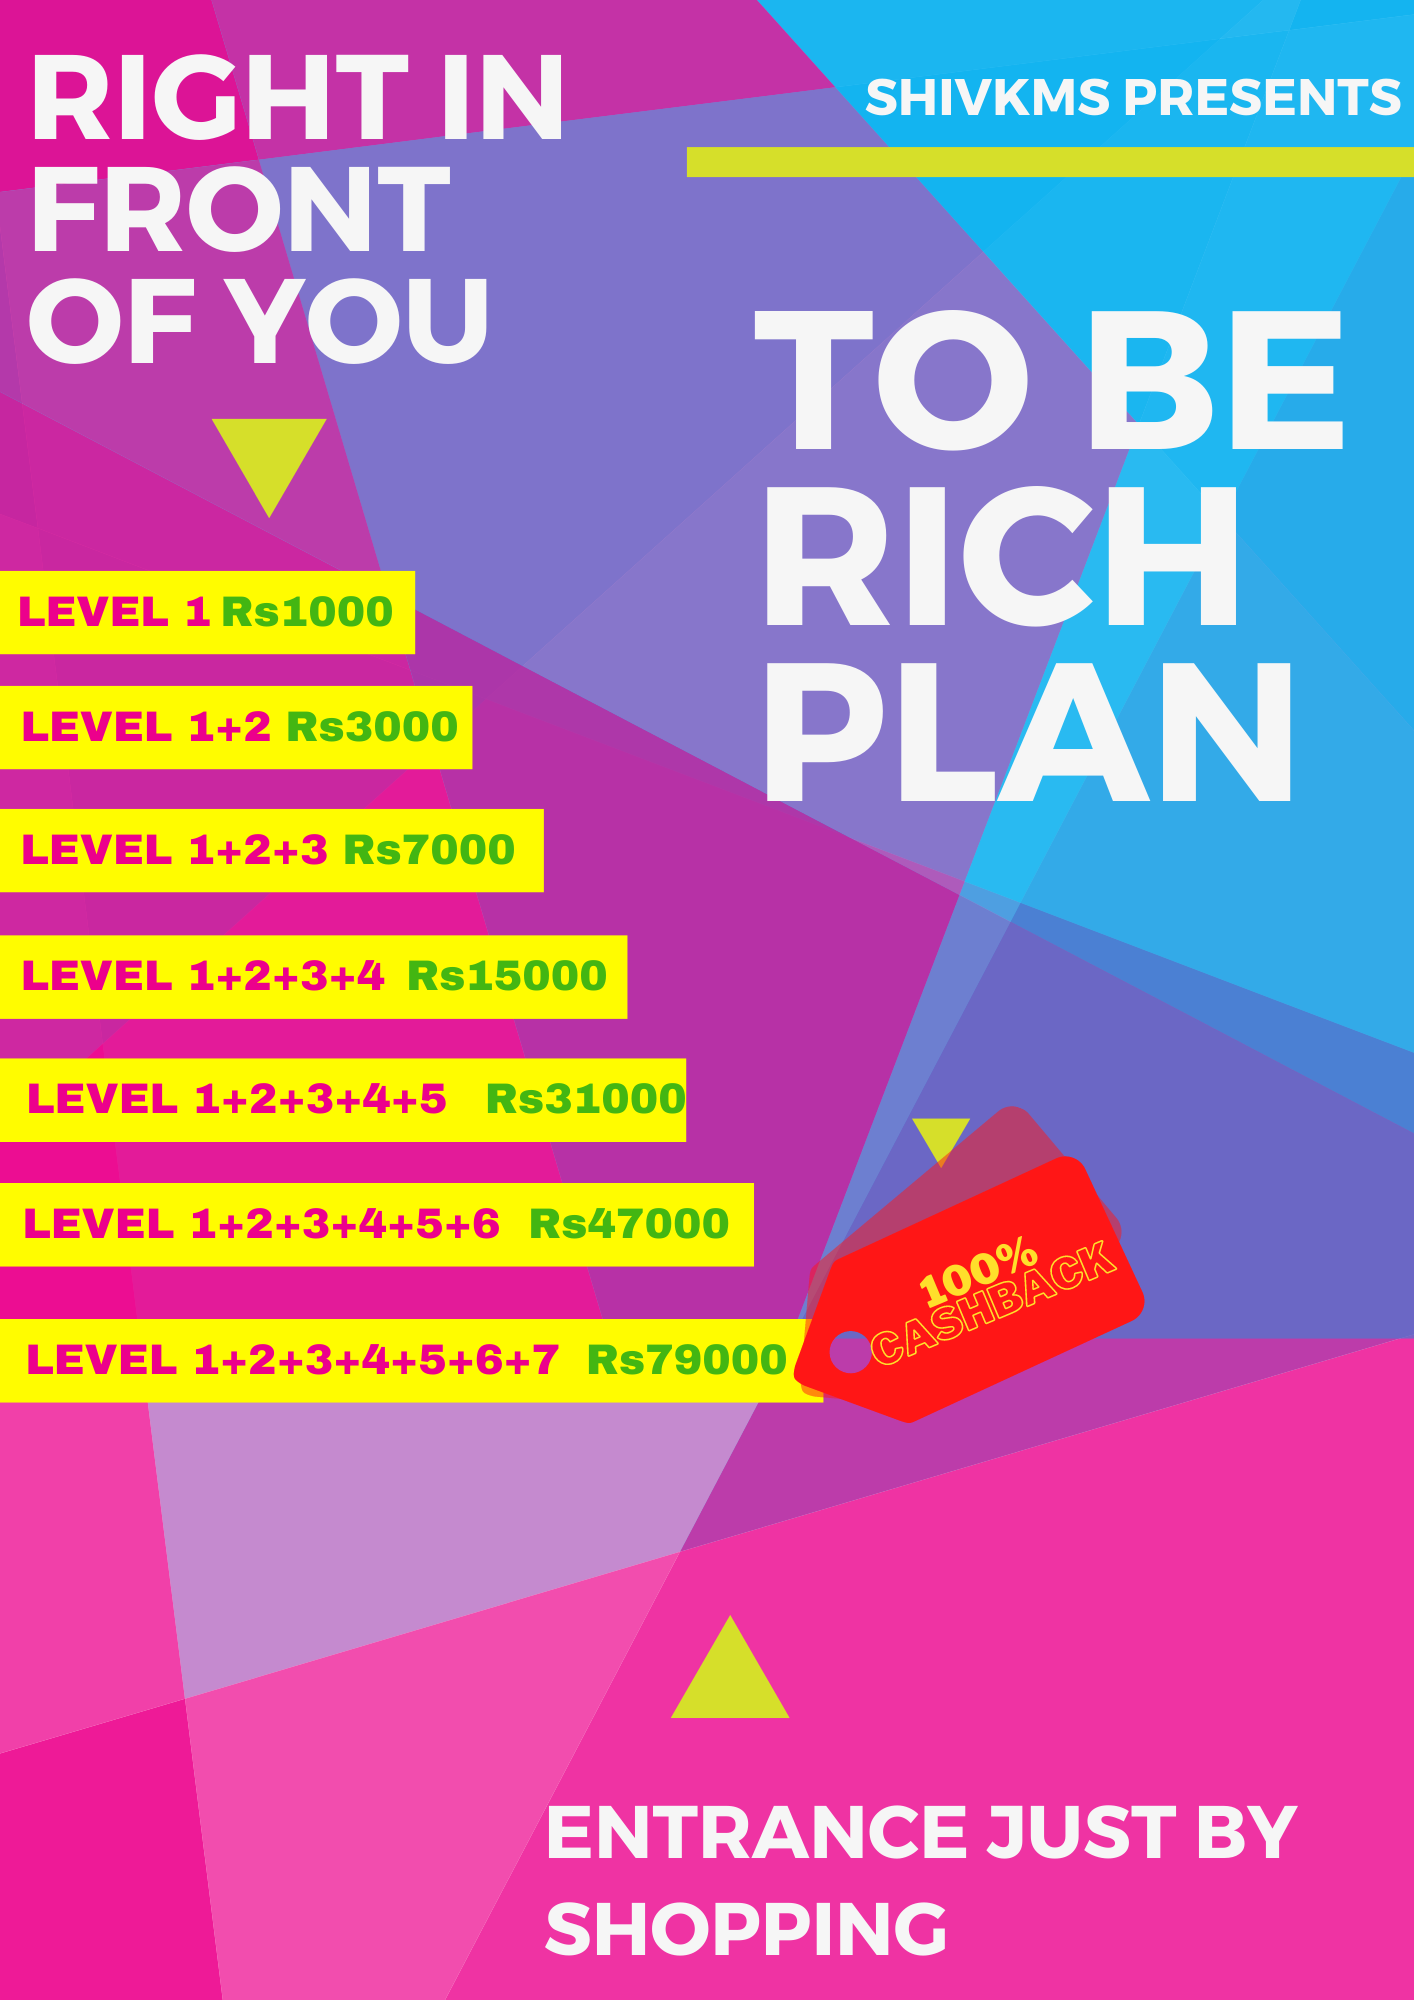 RIGHT IN
FRONT
OF YOU
SHIVKMS PRESENTS
TO BE
RICH
PLAN
LEVEL 1 Rs1000
LEVEL 1+2 Rs3000
LEVEL 1+2+3 Rs7000
LEVEL 1+2+3+4 Rs15000
LEVEL 1+2+3+4+5 Rs31000
LEVEL 1+2+3+4+5+6 Rs47000
LEVEL 1+2+3+4+5+6+7 Rs79000
100%
CASHBACK
ENTRANCE JUST BY
SHOPPING